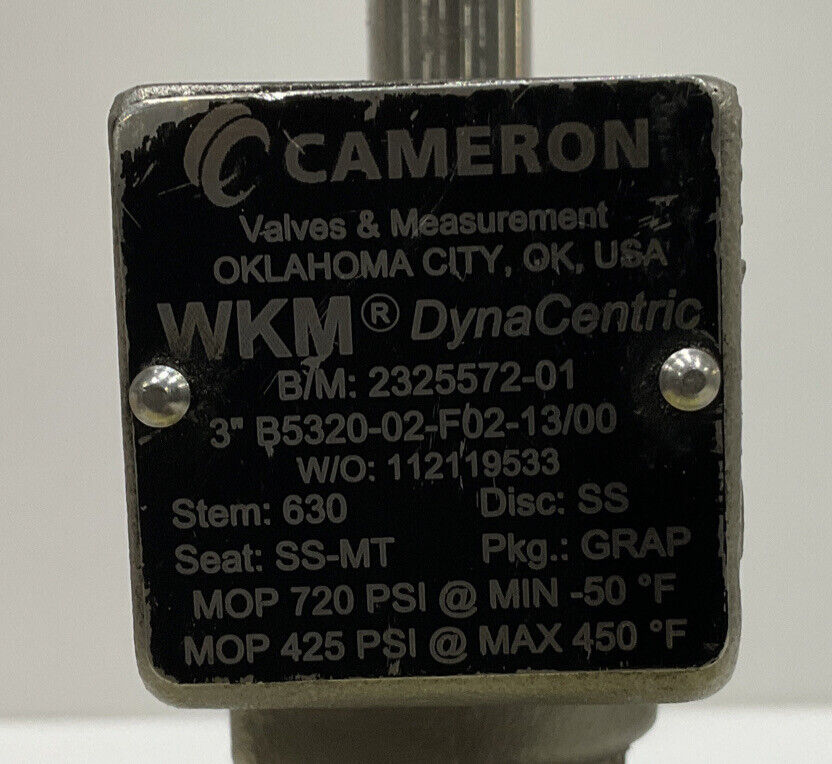 CAMERON
Valves & Measurement
OKLAHOMA CITY, OK, USA
WKM® DynaCentric
B/M: 2325572-01
3" B5320-02-F02-13/00
W/O: 112119533
Stem: 630 Disc: SS
Seat: SS-MT Pkg.: GRAP
MOP 720 PSI @ MIN -50 °F
MOP 425 PSI @ MAX 450 °F